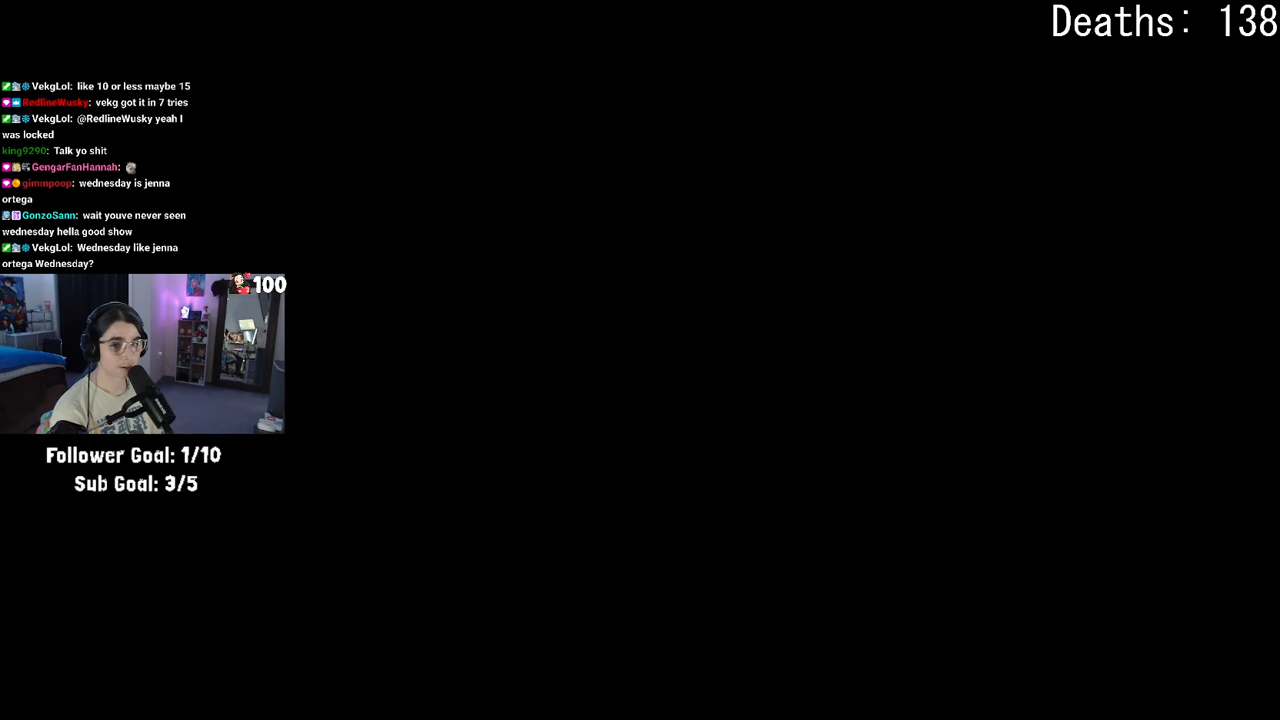 Deaths: 138
VekgLol: like 10 or less maybe 15
RedlineWusky: vekg got it in 7 tries
VekgLol: @RedlineWusky yeah I
was locked
king9290: Talk yo shit
GengarFanHannah:
gimmpoop: wednesday is jenna
ortega
GonzoSann: wait youve never seen
wednesday hella good show
VekgLol: Wednesday like jenna
ortega Wednesday?
100
Follower Goal: 1/10
Sub Goal: 3/5